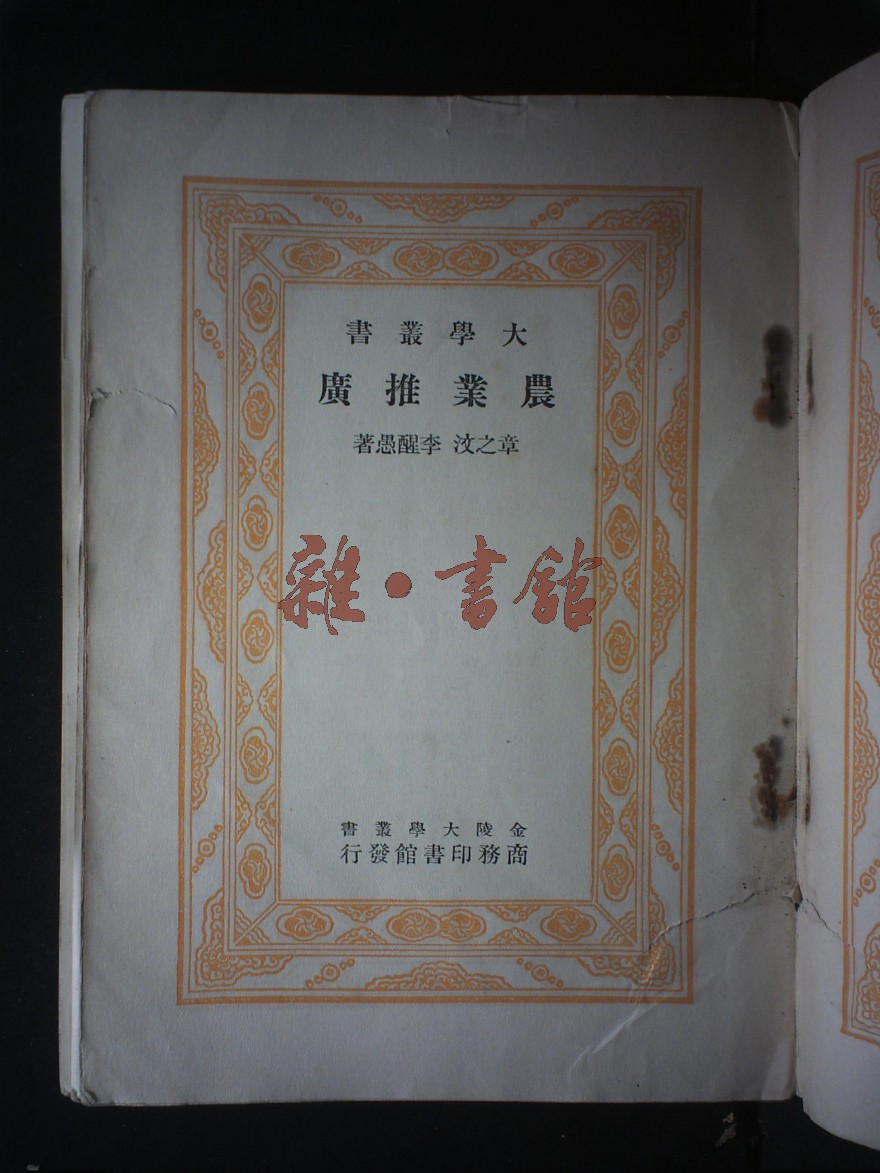 大學叢書
農業推廣
章之汶 李醒愚著
雜·書館
金陵大學叢書
商務印書館發行